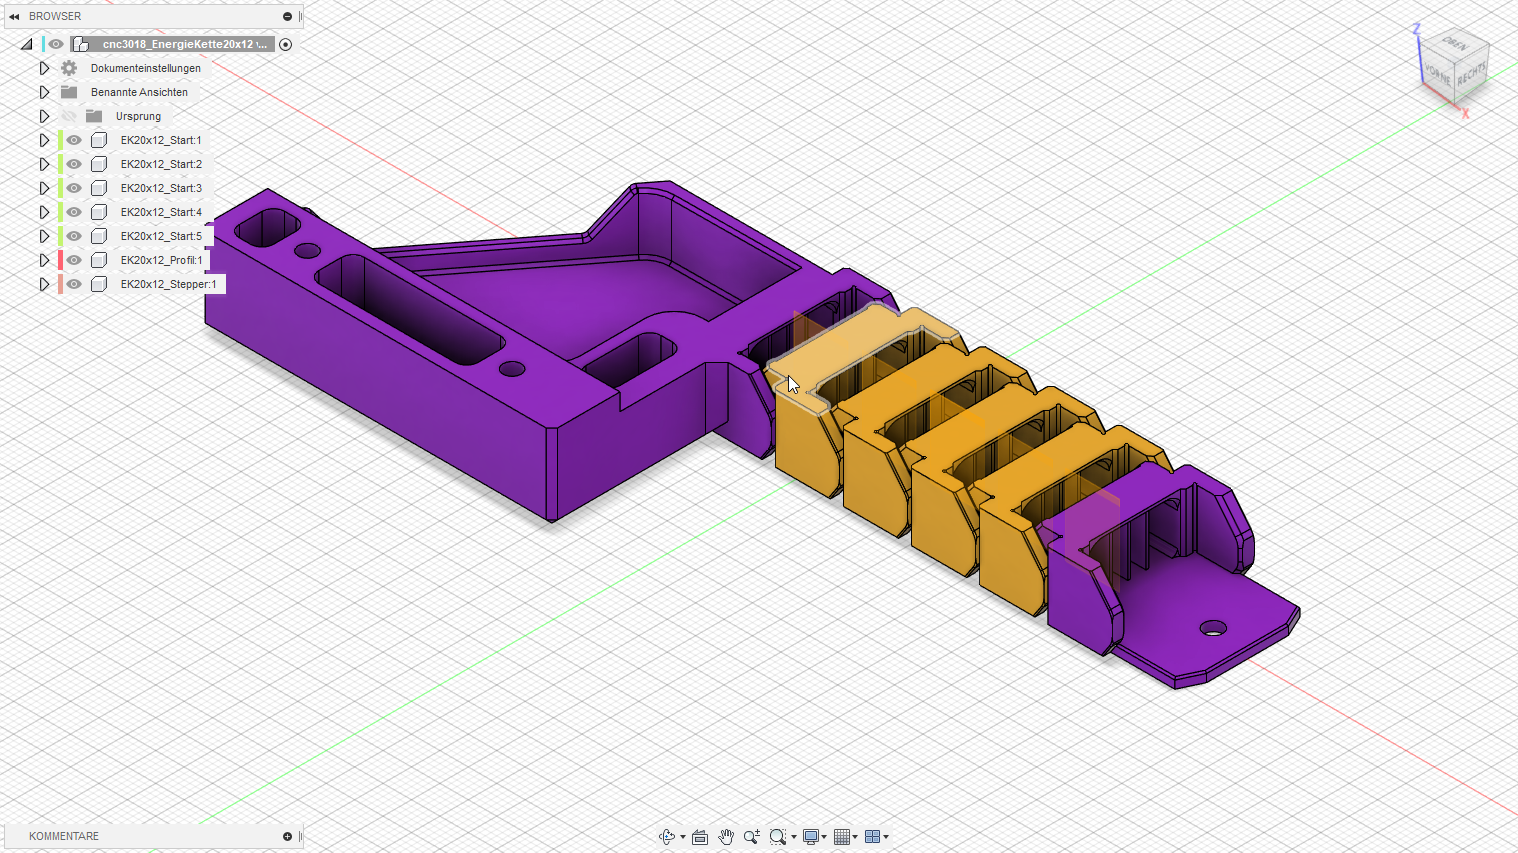 BROWSER
cnc3018_EnergieKette20x12 v...
Dokumenteinstellungen
Benannte Ansichten
Ursprung
EK20x12_Start:1
EK20x12_Start:2
EK20x12_Start:3
EK20x12_Start:4
EK20x12_Start:5
EK20x12_Profil:1
EK20x12_Stepper:1
Z
OBEN
VORNE
RECHTS
X
KOMMENTARE